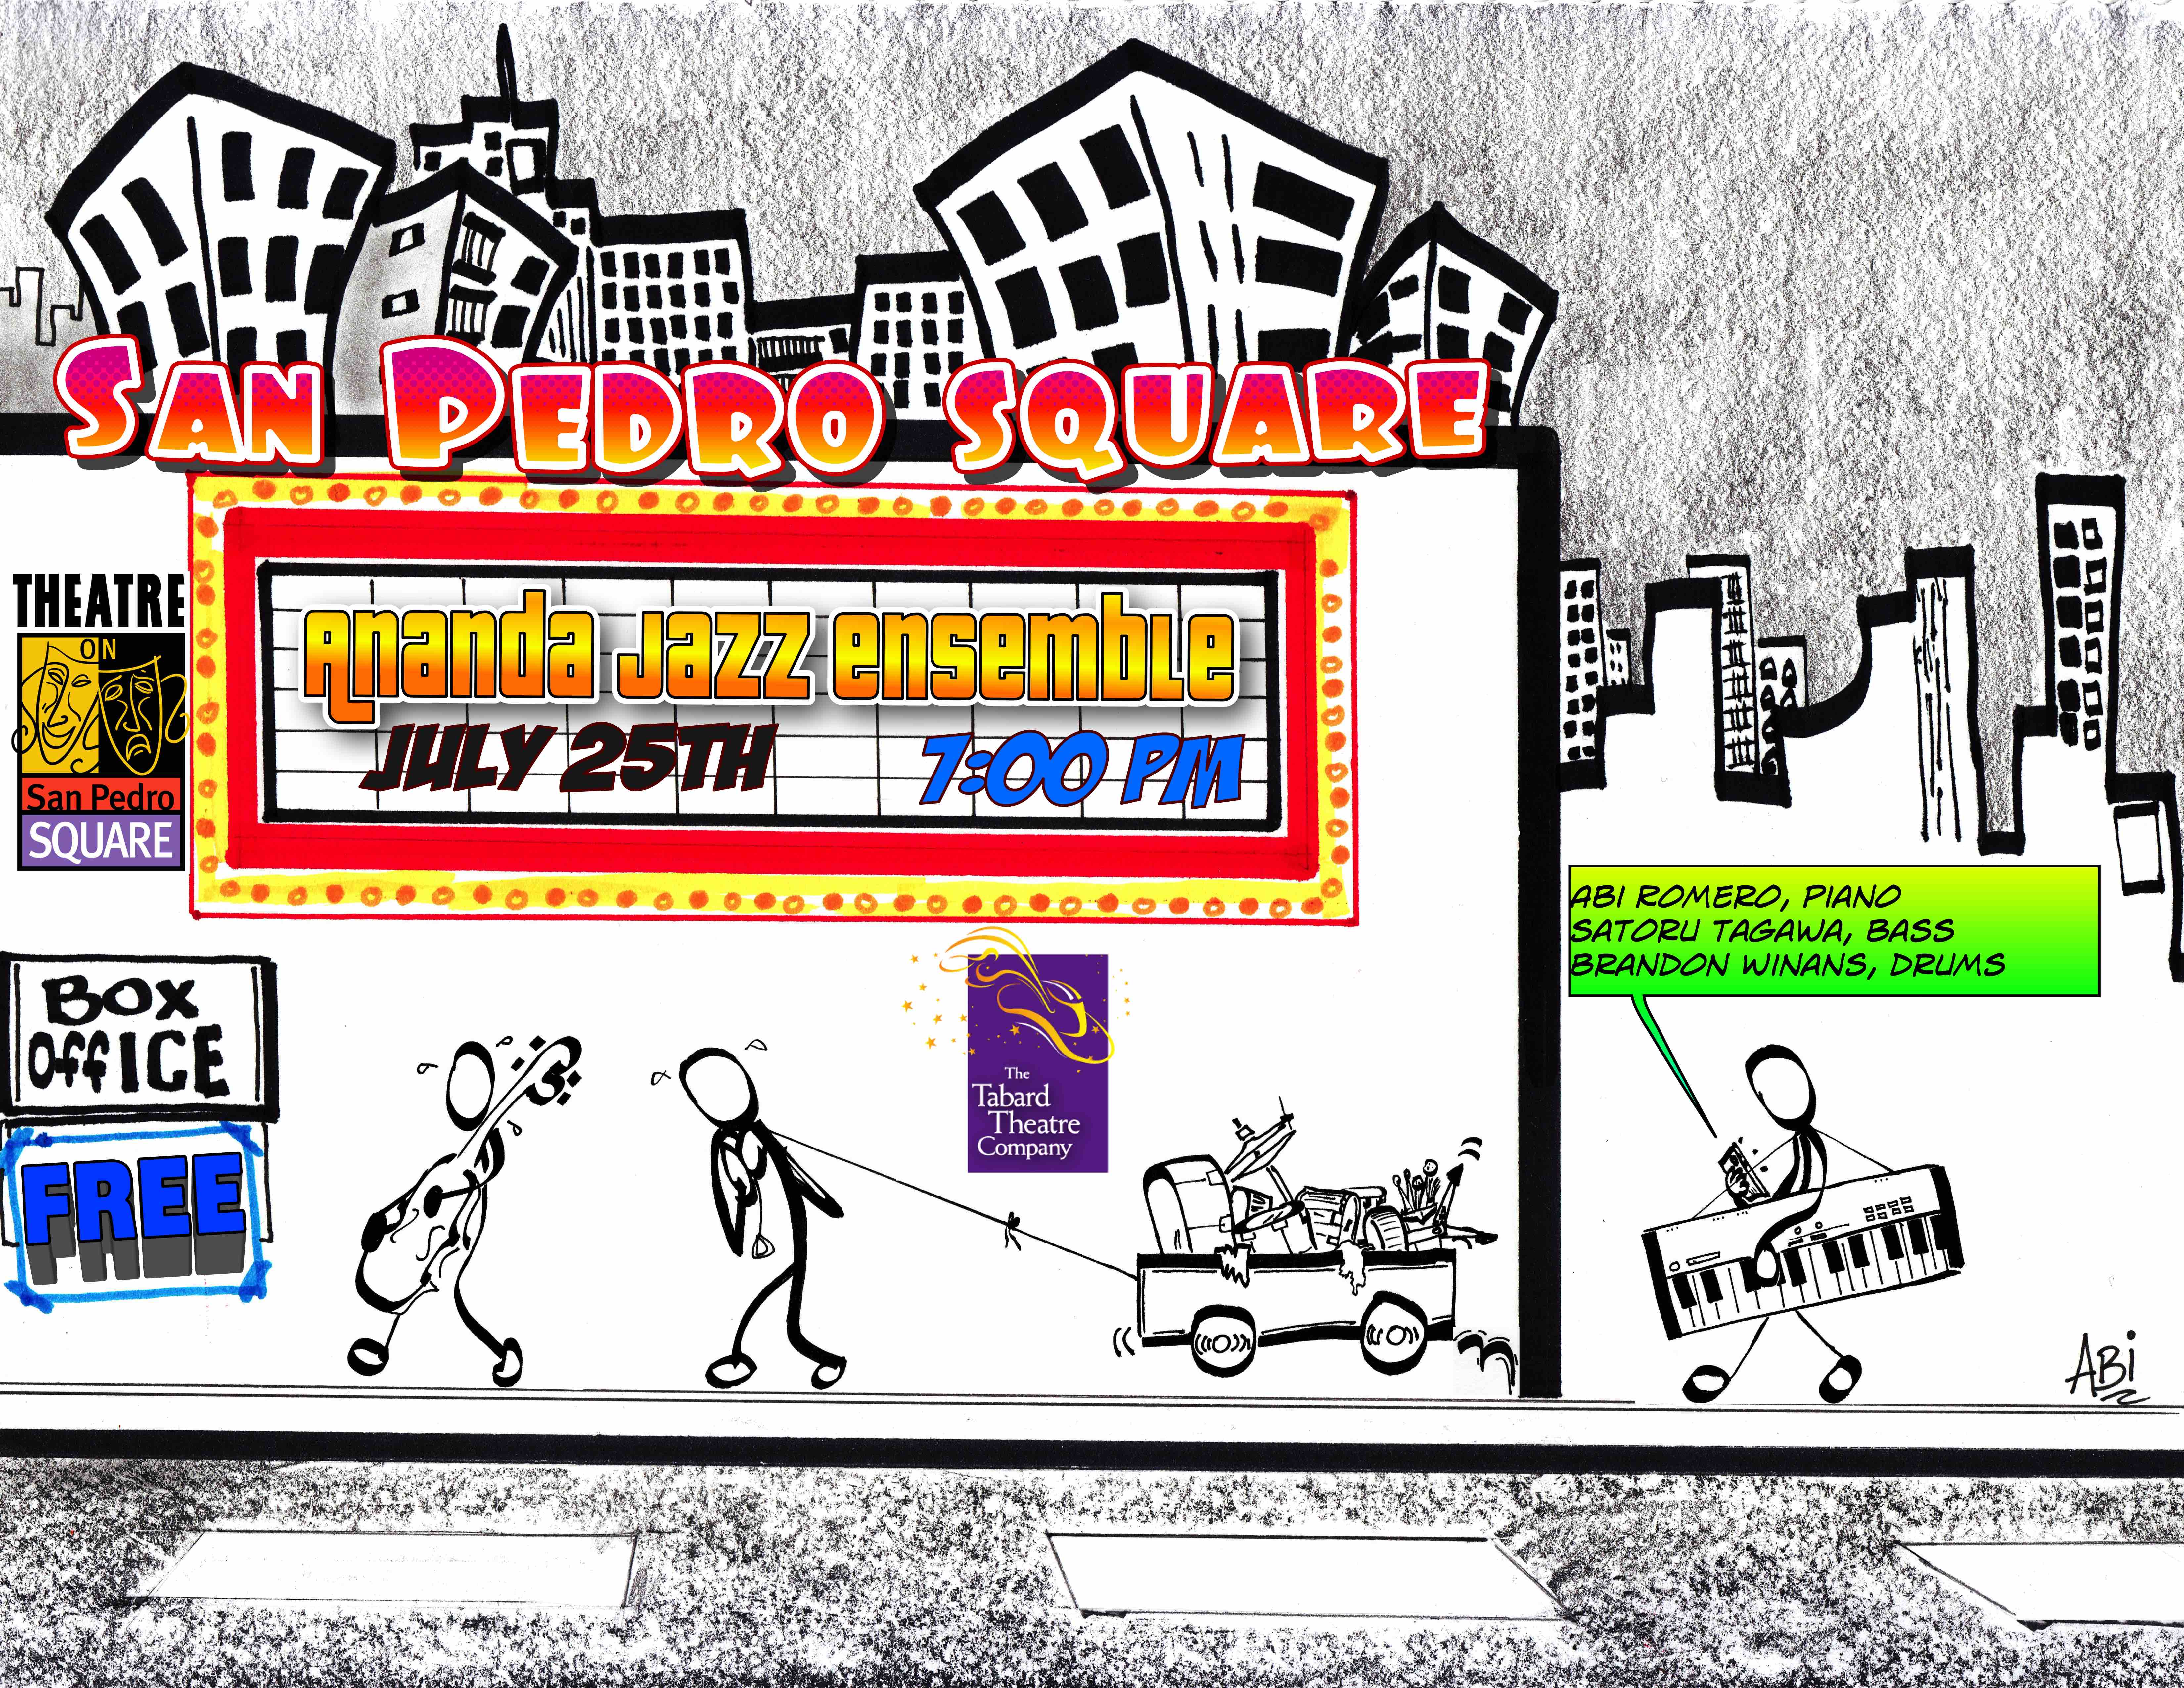 San Pedro Square
THEATRE
ON
San Pedro
SQUARE
Ananda Jazz Ensemble
JULY 25TH 7:00 PM
ABI ROMERO, PIANO
SATORU TAGAWA, BASS
BRANDON WINANS, DRUMS
BOX
OffICE
FREE
The
Tabard
Theatre
Company
ABi